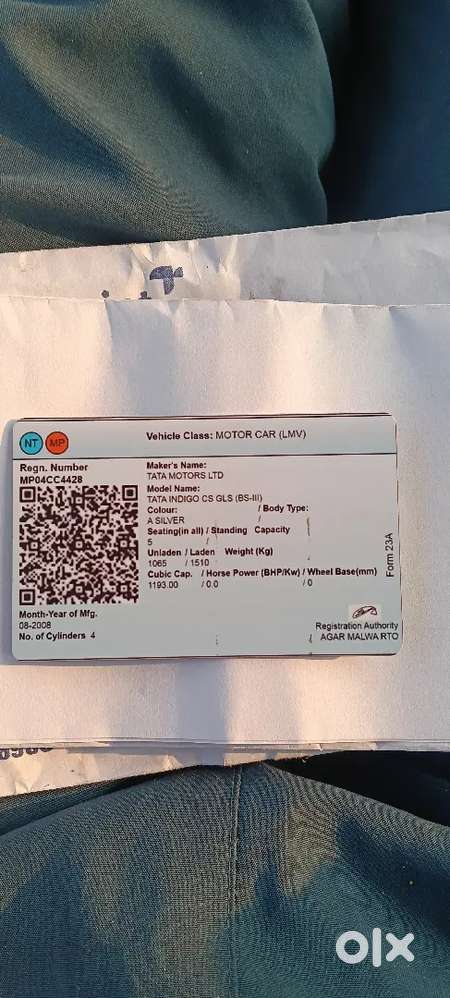 NT MP Vehicle Class: MOTOR CAR (LMV)
Regn. Number
MP04CC4428
Maker's Name:
TATA MOTORS LTD
Model Name:
TATA INDIGO CS GLS (BS-III)
Colour: / Body Type:
A SILVER /
Seating(in all) / Standing Capacity
5 /
Unladen / Laden Weight (Kg)
1065 / 1510
Cubic Cap. / Horse Power (BHP/Kw) / Wheel Base(mm)
1193.00 / 0.0 / 0
Form 23A
Month-Year of Mfg.
08-2008
No. of Cylinders 4
Registration Authority
AGAR MALWA RTO
olx